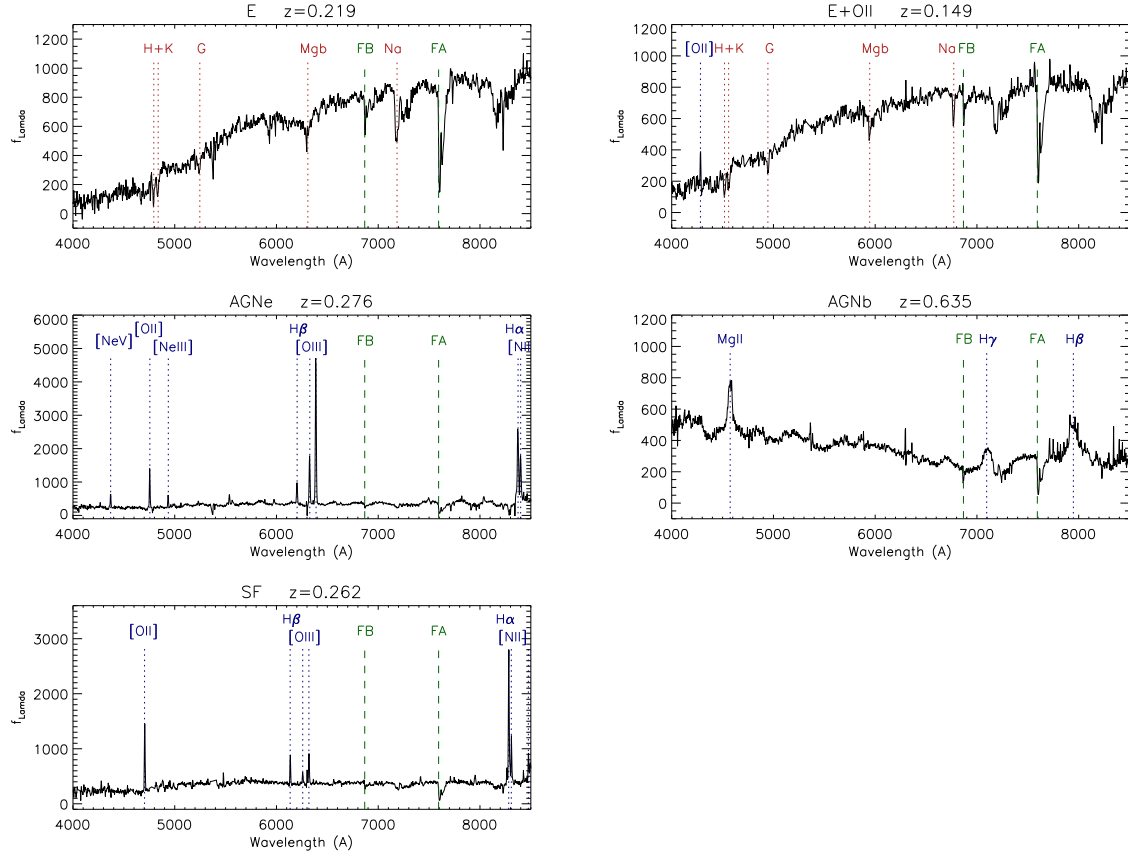 E z=0.219
H+K G Mgb FB Na FA
1200
1000
800
600
400
200
0
f_Lamda
4000 5000 6000 7000 8000
Wavelength (A)
E+OII z=0.149
[OII] H+K G Mgb Na FB FA
1200
1000
800
600
400
200
0
f_Lamda
4000 5000 6000 7000 8000
Wavelength (A)
AGNe z=0.276
[OII] Hβ Hα
[NeV] [NeIII] [OIII] FB FA [NII
6000
5000
4000
3000
2000
1000
0
f_Lamda
4000 5000 6000 7000 8000
Wavelength (A)
AGNb z=0.635
MgII FB Hγ FA Hβ
1200
1000
800
600
400
200
0
f_Lamda
4000 5000 6000 7000 8000
Wavelength (A)
SF z=0.262
Hβ Hα
[OII] [OIII] FB FA [NII]
3000
2000
1000
0
f_Lamda
4000 5000 6000 7000 8000
Wavelength (A)